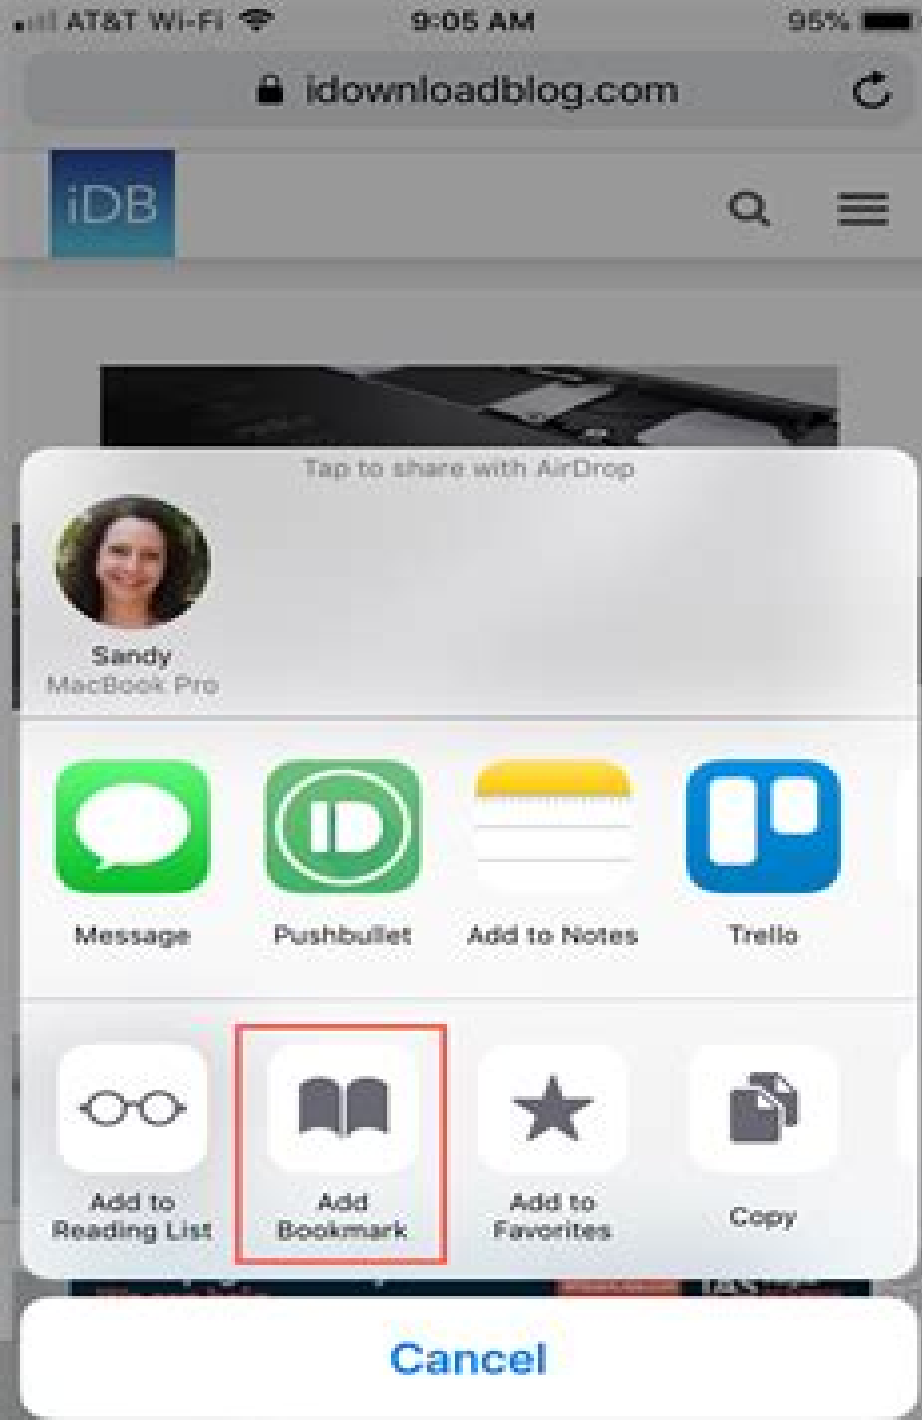 AT&T Wi-Fi 9:05 AM 95%
idownloadblog.com
iDB
Tap to share with AirDrop
Sandy
MacBook Pro
Message Pushbullet Add to Notes Trello
Add to Reading List
Add Bookmark
Add to Favorites
Copy
Cancel